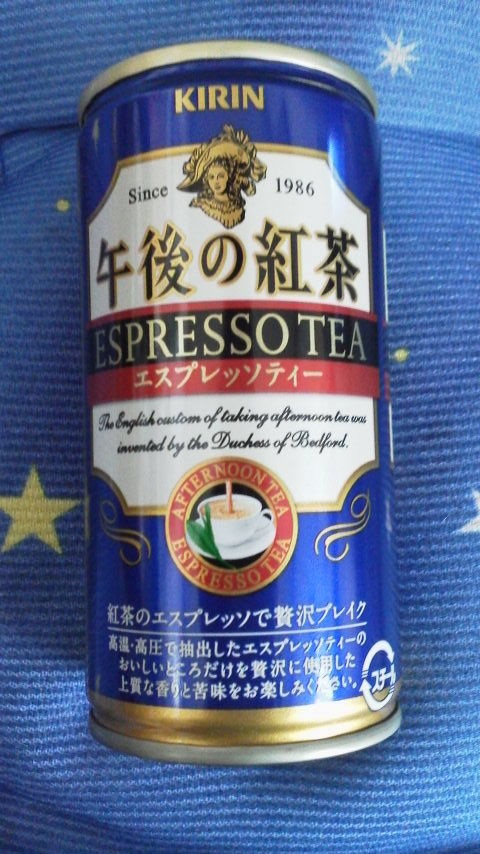 KIRIN
Since 1986
午後の紅茶
ESPRESSO TEA
エスプレッソティー
The English custom of taking afternoon tea was
invented by the Duchess of Bedford.
AFTERNOON TEA
ESPRESSO TEA
紅茶のエスプレッソで贅沢ブレイク
高温・高圧で抽出したエスプレッソティーの
おいしいところだけを贅沢に使用した
上質な香りと苦味をお楽しみください。
スチール